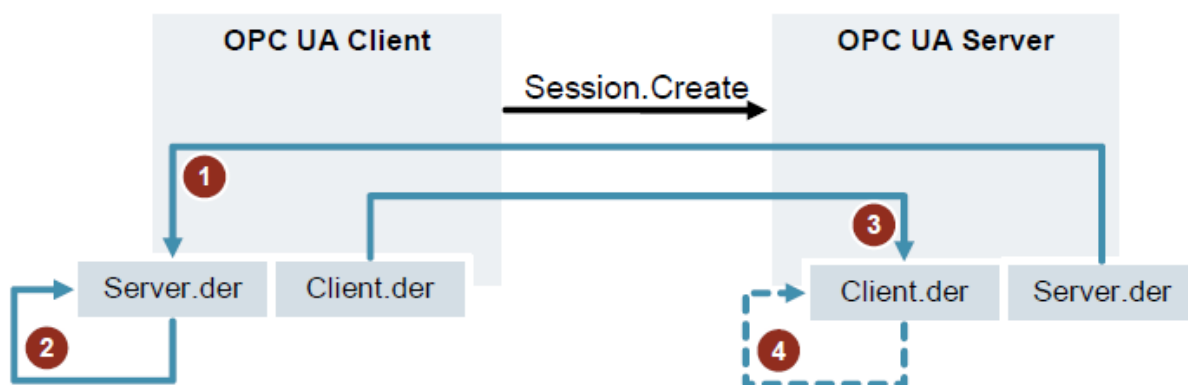 OPC UA Client
OPC UA Server
Session.Create
1
3
Server.der
Client.der
Client.der
Server.der
2
4